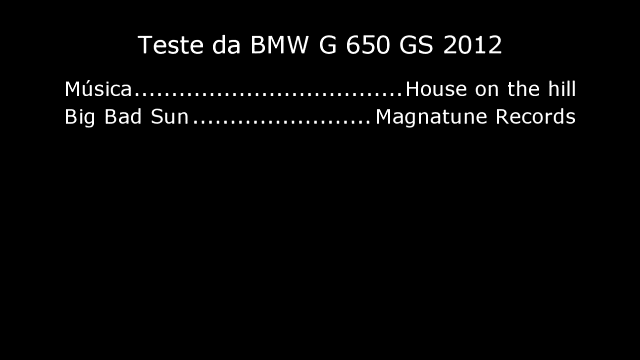 Teste da BMW G 650 GS 2012
Música....................................House on the hill
Big Bad Sun........................Magnatune Records